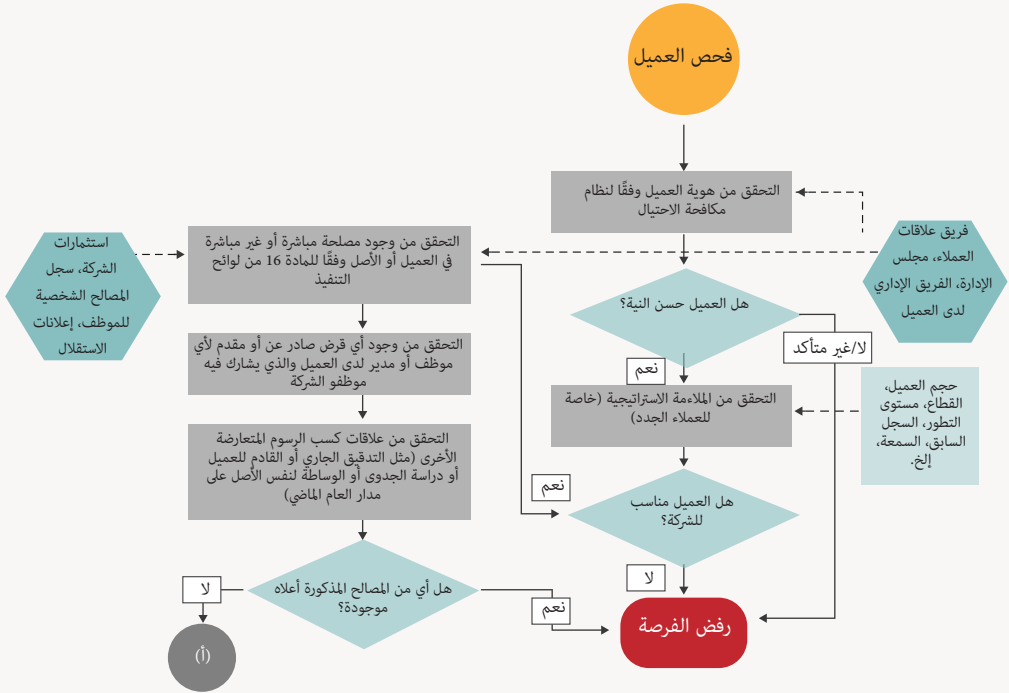 فحص العميل
التحقق من هوية العميل وفقًا لنظام
مكافحة الاحتيال
فريق علاقات
العملاء، مجلس
الإدارة، الفريق الإداري
لدى العميل
هل العميل حسن النية؟
لا/غير متأكد
نعم
التحقق من الملاءمة الاستراتيجية (خاصة
للعملاء الجدد)
حجم العميل،
القطاع، مستوى
التطور، السجل
السابق، السمعة،
إلخ.
هل العميل مناسب
للشركة؟
نعم
لا
رفض الفرصة
استثمارات
الشركة، سجل
المصالح الشخصية
للموظف، إعلانات
الاستقلال
التحقق من وجود مصلحة مباشرة أو غير مباشرة
في العميل أو الأصل وفقًا للمادة 16 من لوائح
التنفيذ
التحقق من وجود أي قرض صادر عن أو مقدم لأي
موظف أو مدير لدى العميل والذي يشارك فيه
موظفو الشركة
التحقق من علاقات كسب الرسوم المتعارضة
الأخرى (مثل التدقيق الجاري أو القادم للعميل
أو دراسة الجدوى أو الوساطة لنفس الأصل على
مدار العام الماضي)
هل أي من المصالح المذكورة أعلاه
موجودة؟
نعم
لا
(أ)